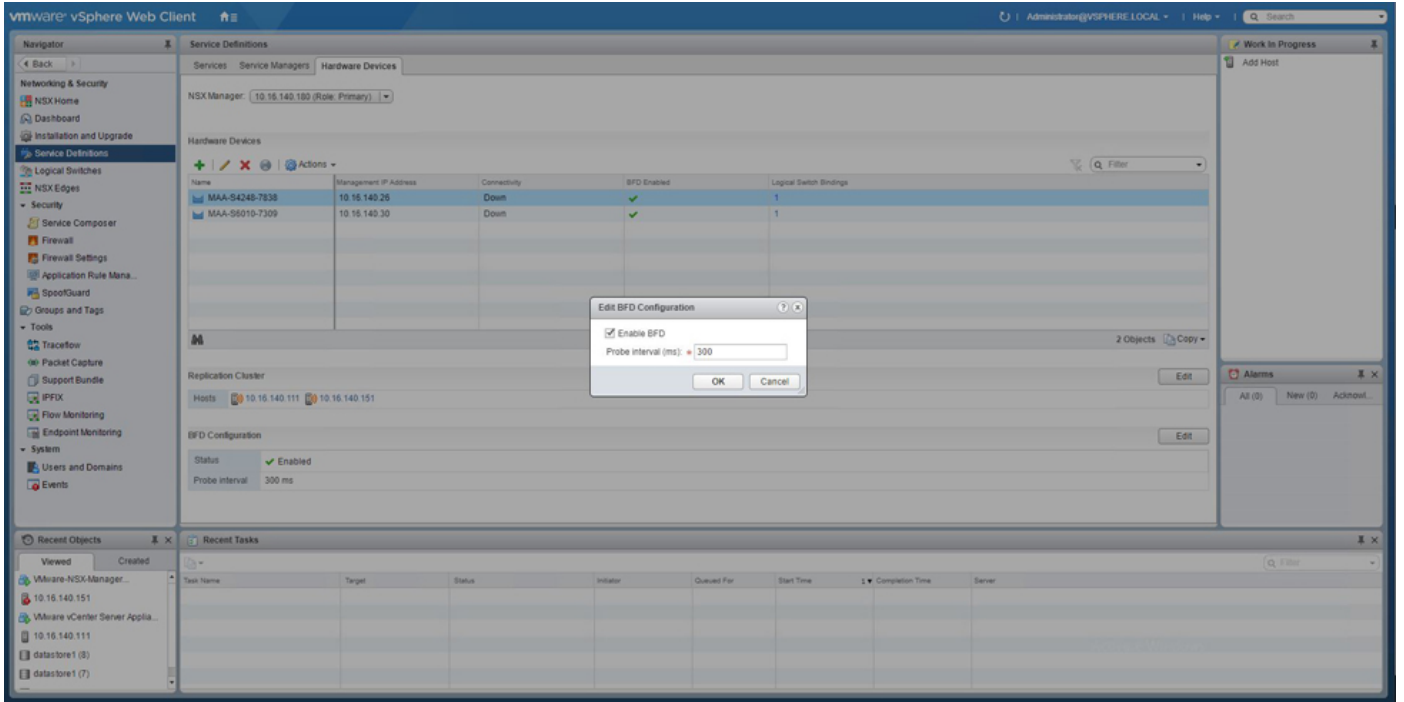 vmware® vSphere Web Client
Administrator@VSPHERE.LOCAL
Help
Search
Navigator
Back
Networking & Security
NSX Home
Dashboard
Installation and Upgrade
Service Definitions
Logical Switches
NSX Edges
Security
Service Composer
Firewall
Firewall Settings
Application Rule Mana...
SpoofGuard
Groups and Tags
Tools
Traceflow
Packet Capture
Support Bundle
IPFIX
Flow Monitoring
Endpoint Monitoring
System
Users and Domains
Events
Service Definitions
Services Service Managers Hardware Devices
NSX Manager: 10.16.140.180 (Role: Primary)
Hardware Devices
Actions
Filter
Name Management IP Address Connectivity BFD Enabled Logical Switch Bindings
MAA-S4248-7838 10.16.140.26 Down 1
MAA-S6010-7309 10.16.140.30 Down 1
2 Objects Copy
Edit BFD Configuration
Enable BFD
Probe interval (ms): * 300
OK Cancel
Replication Cluster Edit
Hosts 10.16.140.111 10.16.140.151
BFD Configuration Edit
Status Enabled
Probe interval 300 ms
Work In Progress
Add Host
Alarms
All (0) New (0) Acknowl...
Recent Objects
Viewed Created
VMware-NSX-Manager...
10.16.140.151
VMware vCenter Server Applia...
10.16.140.111
datastore1 (8)
datastore1 (7)
Recent Tasks
Filter
Task Name Target Status Initiator Queued For Start Time 1 Completion Time Server